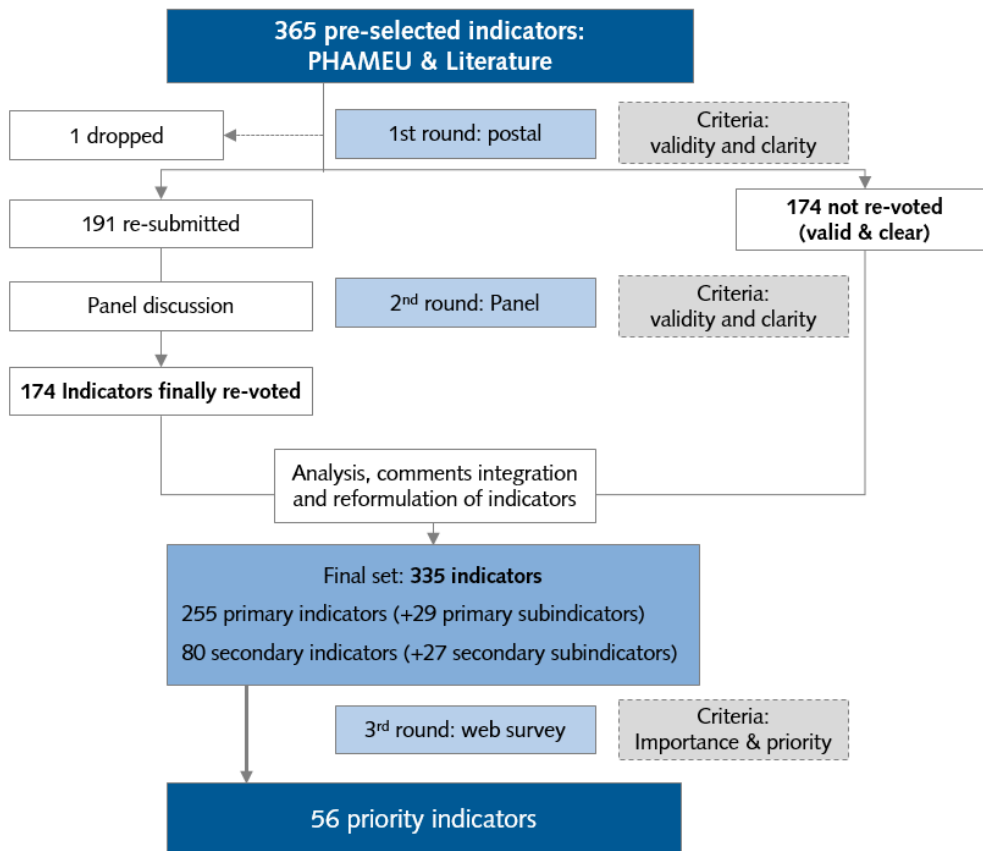 365 pre-selected indicators:
PHAMEU & Literature
1 dropped
1st round: postal
Criteria:
validity and clarity
191 re-submitted
174 not re-voted
(valid & clear)
Panel discussion
2nd round: Panel
Criteria:
validity and clarity
174 Indicators finally re-voted
Analysis, comments integration
and reformulation of indicators
Final set: 335 indicators
255 primary indicators (+29 primary subindicators)
80 secondary indicators (+27 secondary subindicators)
3rd round: web survey
Criteria:
Importance & priority
56 priority indicators